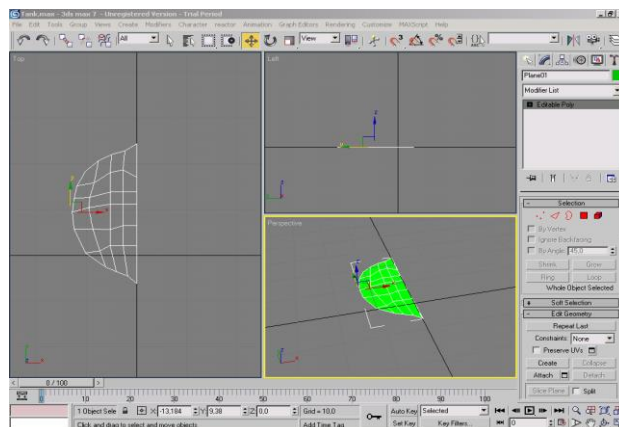 Tank.max - 3ds max 7 - Unregistered Version - Trial Period
File Edit Tools Group Views Create Modifiers Character reactor Animation Graph Editors Rendering Customize MAXScript Help
All
View
Top
Left
Perspective
Plane01
Modifier List
Editable Poly
Selection
By Vertex
Ignore Backfacing
By Angle: 45,0
Shrink Grow
Ring Loop
Whole Object Selected
Soft Selection
Edit Geometry
Repeat Last
Constraints: None
Preserve UVs
Create Collapse
Attach Detach
Slice Plane Split
0 / 100
0 10 20 30 40 50 60 70 80 90 100
1 Object Sele X: -13,184 Y: 9,38 Z: 0,0 Grid = 10,0 Auto Key Selected
Click and drag to select and move objects Add Time Tag Set Key Key Filters... 0